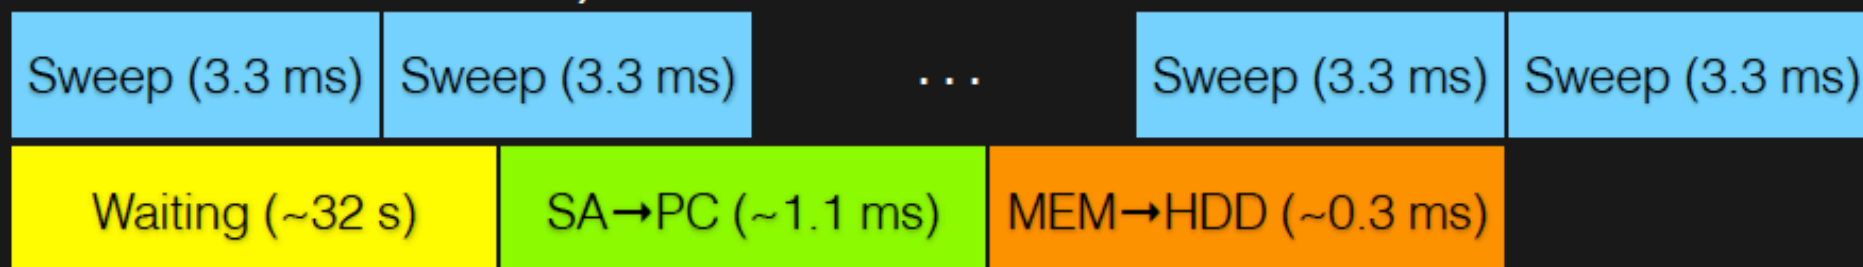 Sweep (3.3 ms) Sweep (3.3 ms) ... Sweep (3.3 ms) Sweep (3.3 ms)
Waiting (~32 s) SA→PC (~1.1 ms) MEM→HDD (~0.3 ms)